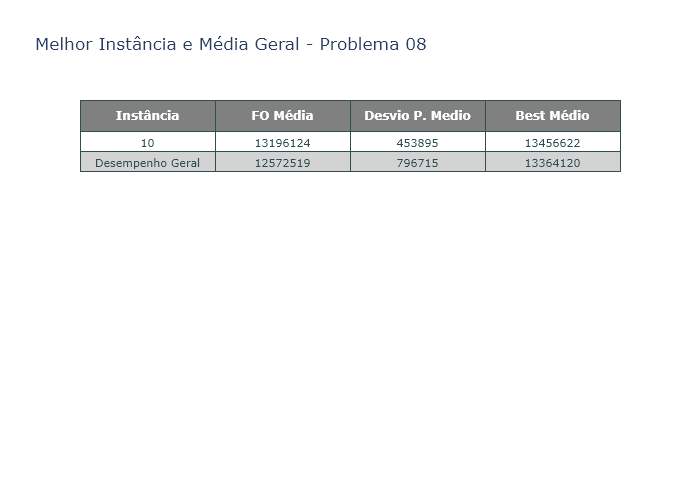 Melhor Instância e Média Geral - Problema 08
Instância FO Média Desvio P. Medio Best Médio
10 13196124 453895 13456622
Desempenho Geral 12572519 796715 13364120